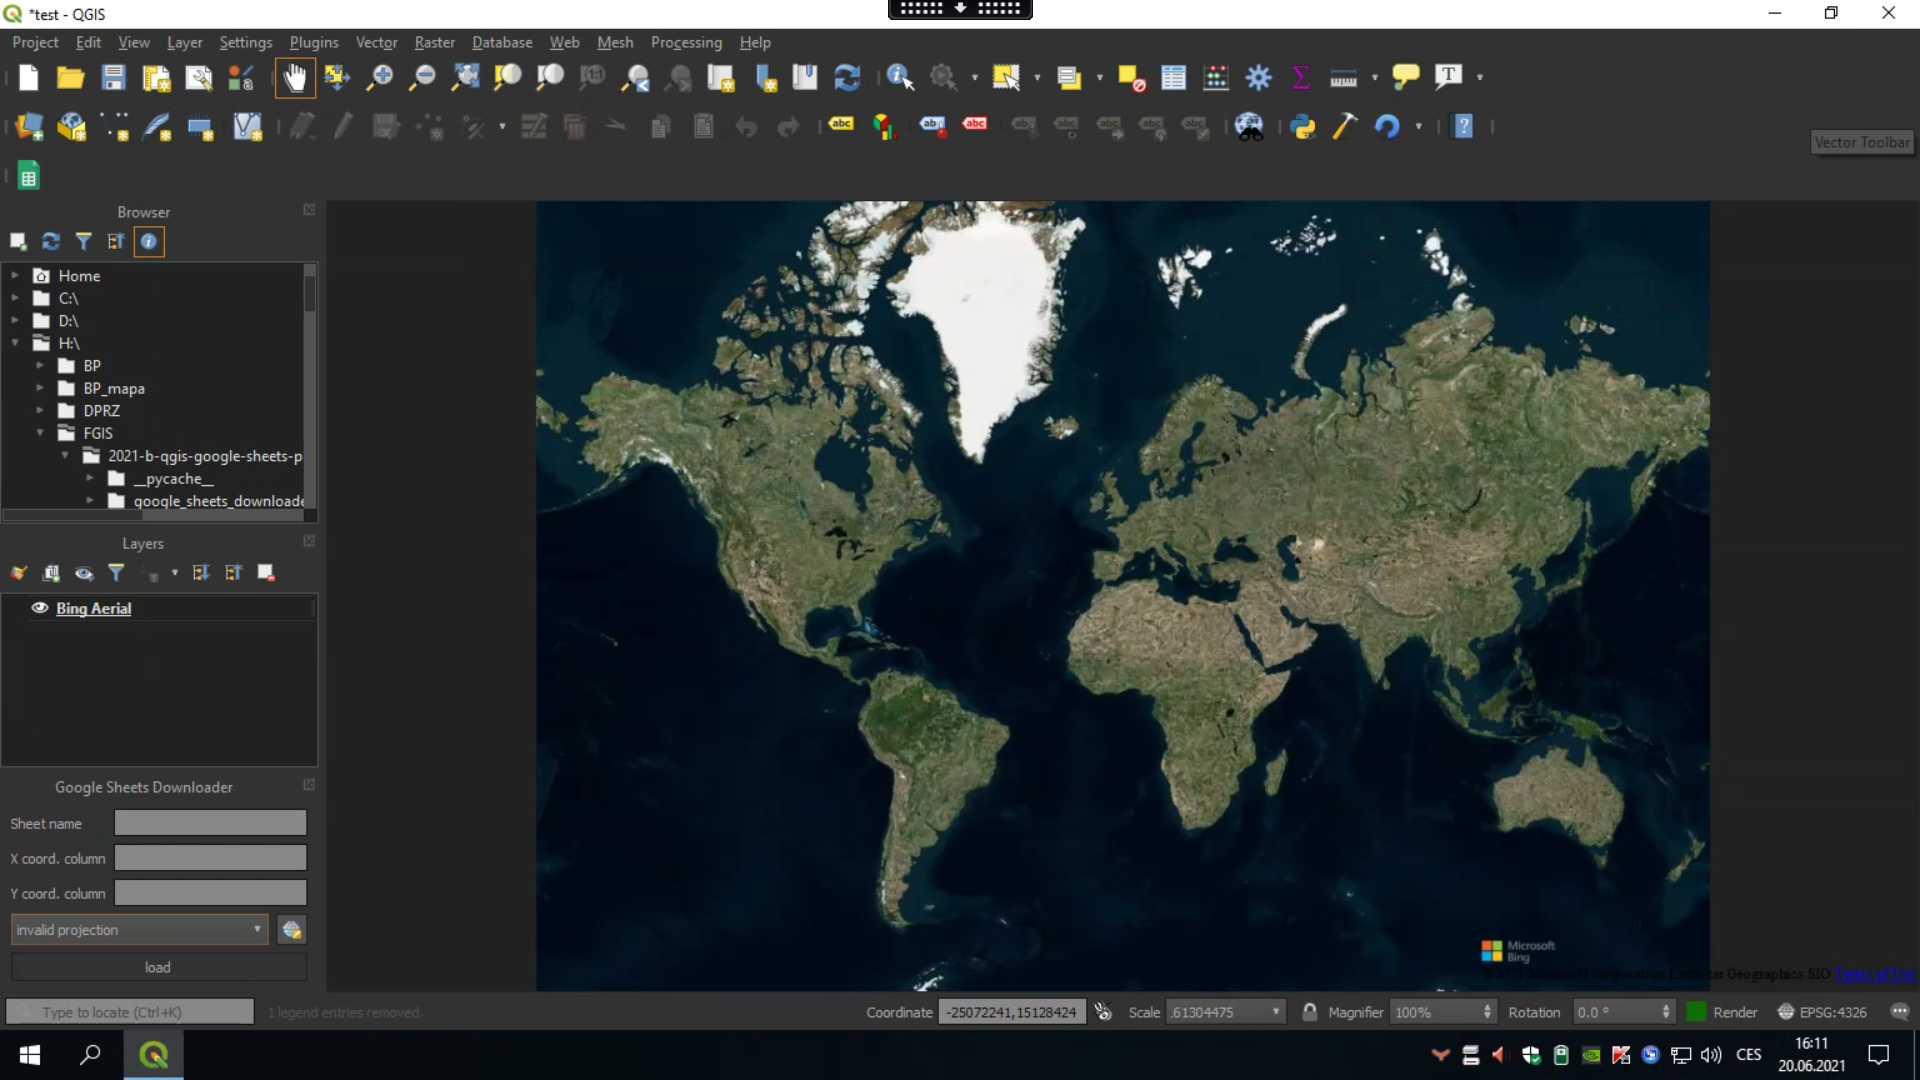 *test - QGIS
Project Edit View Layer Settings Plugins Vector Raster Database Web Mesh Processing Help
Vector Toolbar
Browser
Home
C:\
D:\
H:\
BP
BP_mapa
DPRZ
FGIS
2021-b-qgis-google-sheets-p
__pycache__
google_sheets_downloade
Layers
Bing Aerial
Google Sheets Downloader
Sheet name
X coord. column
Y coord. column
invalid projection
load
Microsoft
Bing
Microsoft Corporation Earthstar Geographics SIO Terms of Use
Type to locate (Ctrl+K) 1 legend entries removed. Coordinate -25072241,15128424 Scale .61304475 Magnifier 100% Rotation 0.0 ° Render EPSG:4326
CES
16:11
20.06.2021